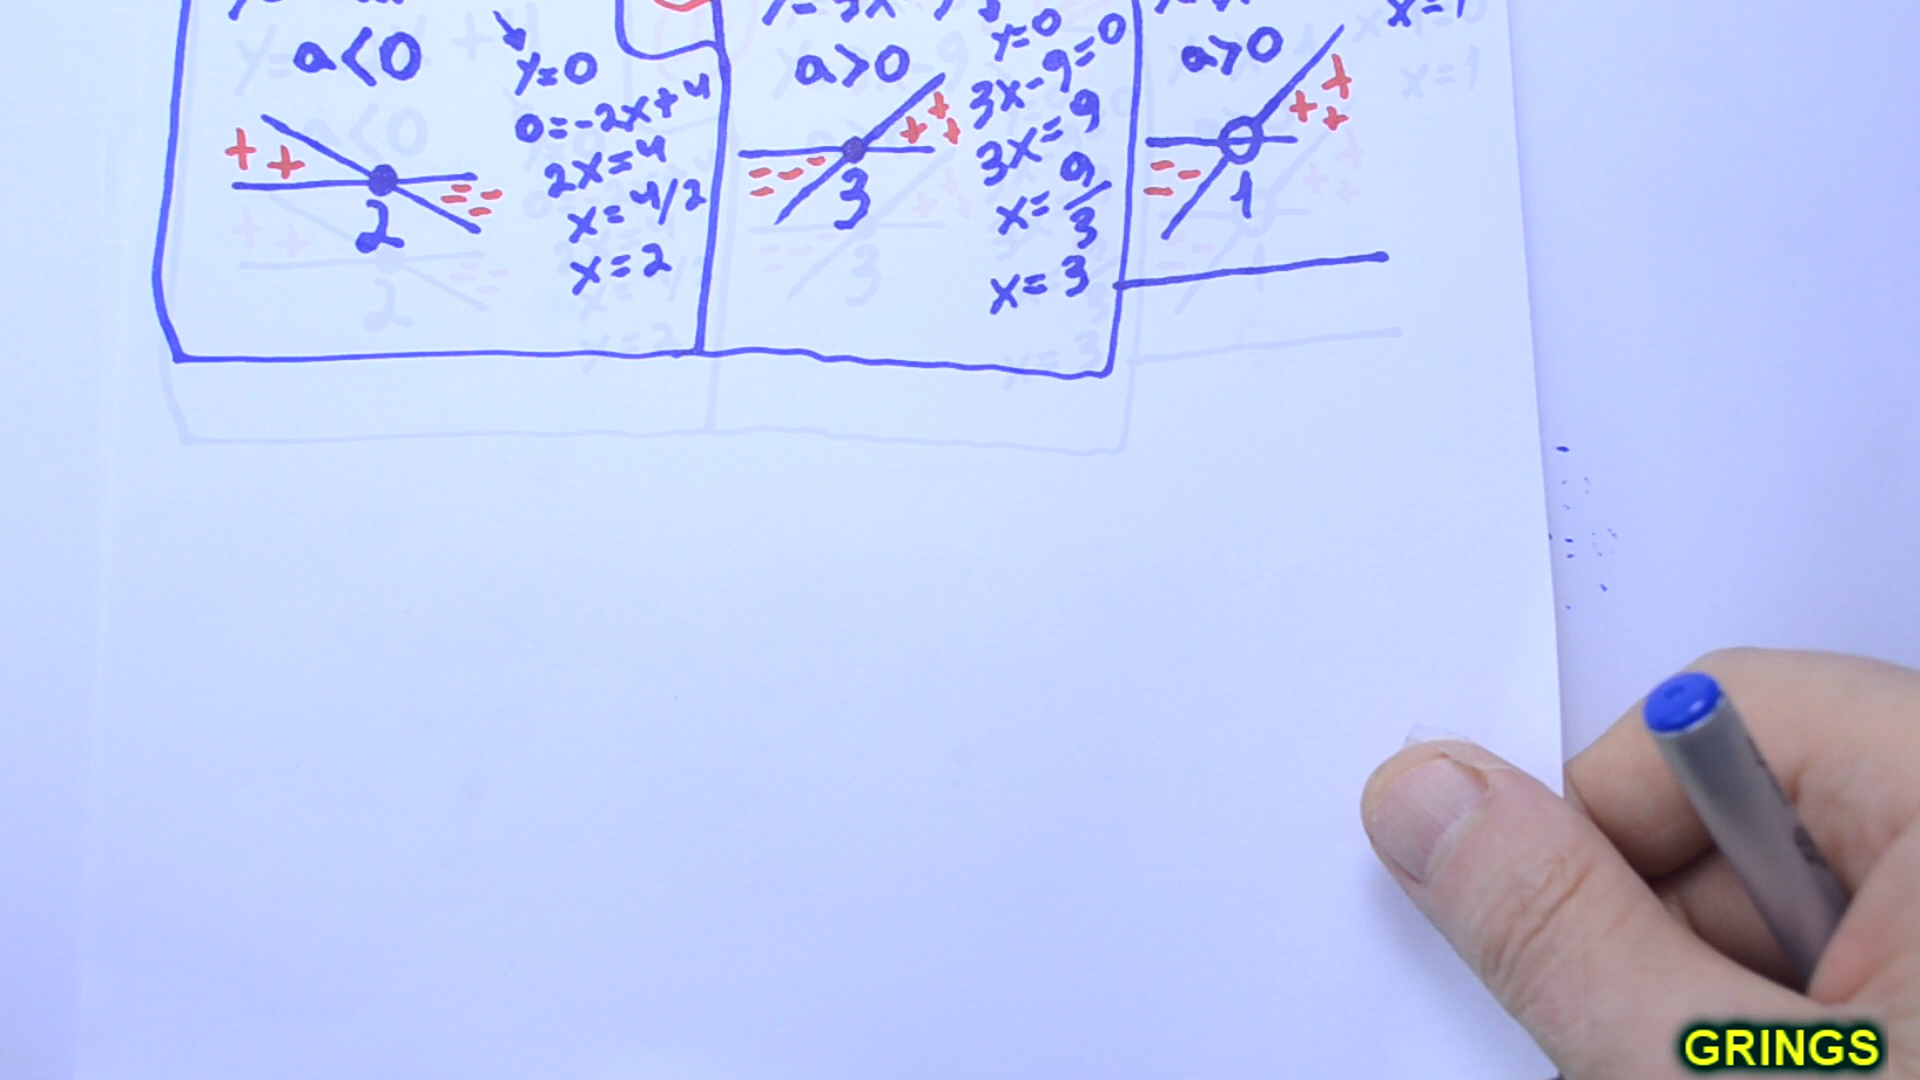 a<0
y=0
0=-2x+4
2x=4
x=4/2
x=2
+ +
- - - -
2
a>0
y=0
3x-9=0
3x=9
x=9/3
x=3
+ + +
- - - -
3
a>0
x=1
+ + +
- - -
1
GRINGS